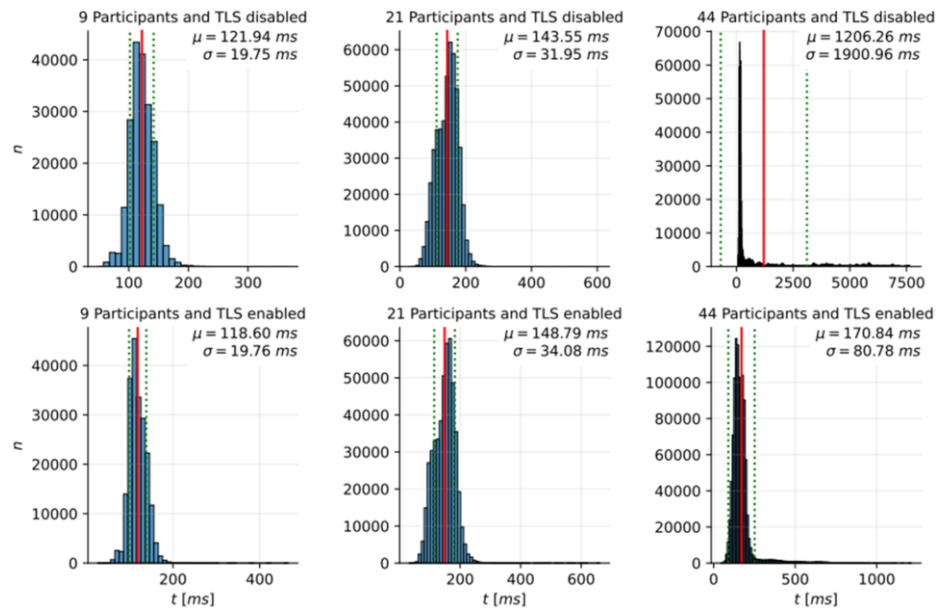 9 Participants and TLS disabled
μ = 121.94 ms
σ = 19.75 ms
40000
30000
20000
10000
0
n
100
200
300
21 Participants and TLS disabled
μ = 143.55 ms
σ = 31.95 ms
60000
50000
40000
30000
20000
10000
0
0
200
400
600
44 Participants and TLS disabled
μ = 1206.26 ms
σ = 1900.96 ms
70000
60000
50000
40000
30000
20000
10000
0
0
2500
5000
7500
9 Participants and TLS enabled
μ = 118.60 ms
σ = 19.76 ms
40000
30000
20000
10000
0
n
200
400
t [ms]
21 Participants and TLS enabled
μ = 148.79 ms
σ = 34.08 ms
60000
50000
40000
30000
20000
10000
0
0
200
400
600
t [ms]
44 Participants and TLS enabled
μ = 170.84 ms
σ = 80.78 ms
120000
100000
80000
60000
40000
20000
0
0
500
1000
t [ms]